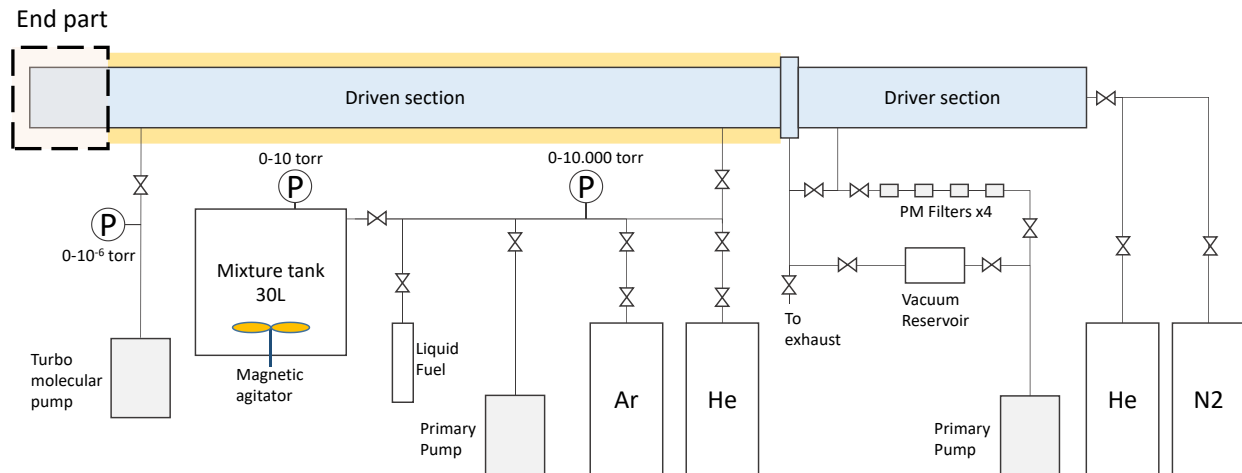 End part
Driven section
Driver section
0-10 torr
P
0-10.000 torr
P
P
0-10⁻⁶ torr
PM Filters x4
Mixture tank
30L
Vacuum
Reservoir
To
exhaust
Liquid
Fuel
Turbo
molecular
pump
Magnetic
agitator
Primary
Pump
Ar
He
Primary
Pump
He
N2